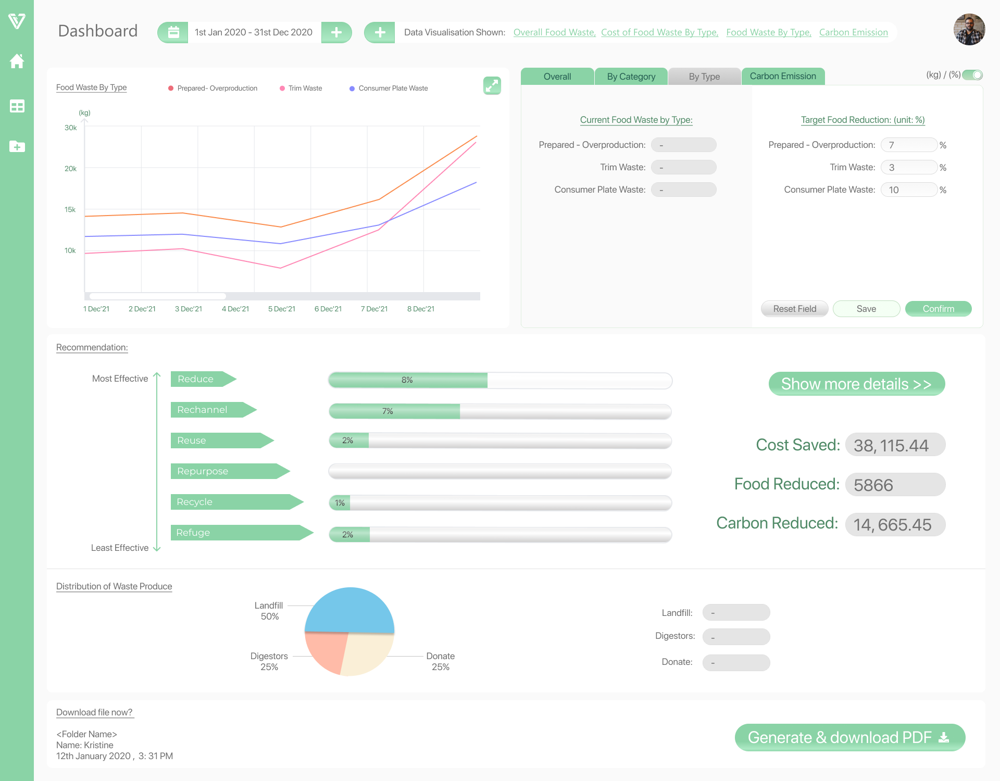 Dashboard
1st Jan 2020 - 31st Dec 2020
Data Visualisation Shown: Overall Food Waste, Cost of Food Waste By Type, Food Waste By Type, Carbon Emission
Food Waste By Type
Prepared- Overproduction
Trim Waste
Consumer Plate Waste
(kg)
30k
20k
15k
10k
1 Dec'21
2 Dec'21
3 Dec'21
4 Dec'21
5 Dec'21
6 Dec'21
7 Dec'21
8 Dec'21
Overall
By Category
By Type
Carbon Emission
(kg) / (%)
Current Food Waste by Type:
Prepared - Overproduction: -
Trim Waste: -
Consumer Plate Waste: -
Target Food Reduction: (unit: %)
Prepared - Overproduction: 7 %
Trim Waste: 3 %
Consumer Plate Waste: 10 %
Reset Field
Save
Confirm
Recommendation:
Most Effective
Least Effective
Reduce
8%
Rechannel
7%
Reuse
2%
Repurpose
Recycle
1%
Refuge
2%
Show more details >>
Cost Saved: 38, 115.44
Food Reduced: 5866
Carbon Reduced: 14, 665.45
Distribution of Waste Produce
Landfill
50%
Digestors
25%
Donate
25%
Landfill: -
Digestors: -
Donate: -
Download file now?
<Folder Name>
Name: Kristine
12th January 2020 , 3: 31 PM
Generate & download PDF